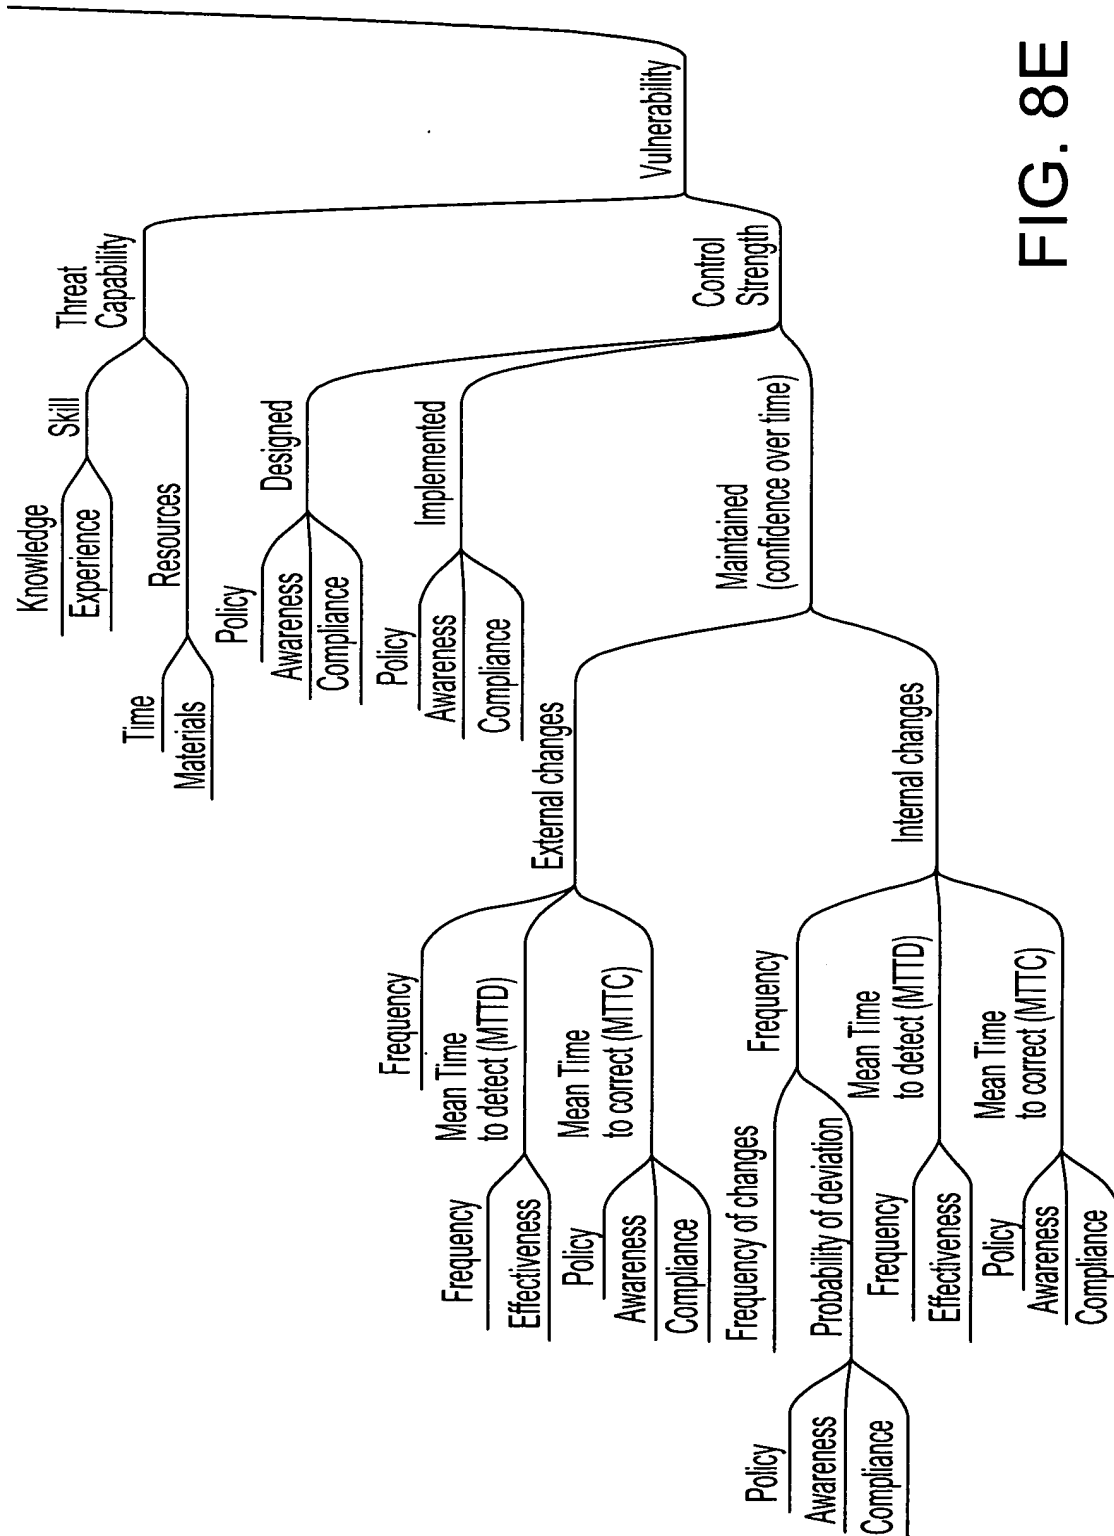 Vulnerability
Threat
Capability
Skill
Knowledge
Experience
Resources
Time
Materials
Control
Strength
Designed
Policy
Awareness
Compliance
Implemented
Policy
Awareness
Compliance
Maintained
(confidence over time)
External changes
Frequency
Mean Time
to detect (MTTD)
Frequency
Effectiveness
Mean Time
to correct (MTTC)
Policy
Awareness
Compliance
Internal changes
Frequency
Frequency of changes
Probability of deviation
Policy
Awareness
Compliance
Mean Time
to detect (MTTD)
Frequency
Effectiveness
Mean Time
to correct (MTTC)
Policy
Awareness
Compliance
FIG. 8E